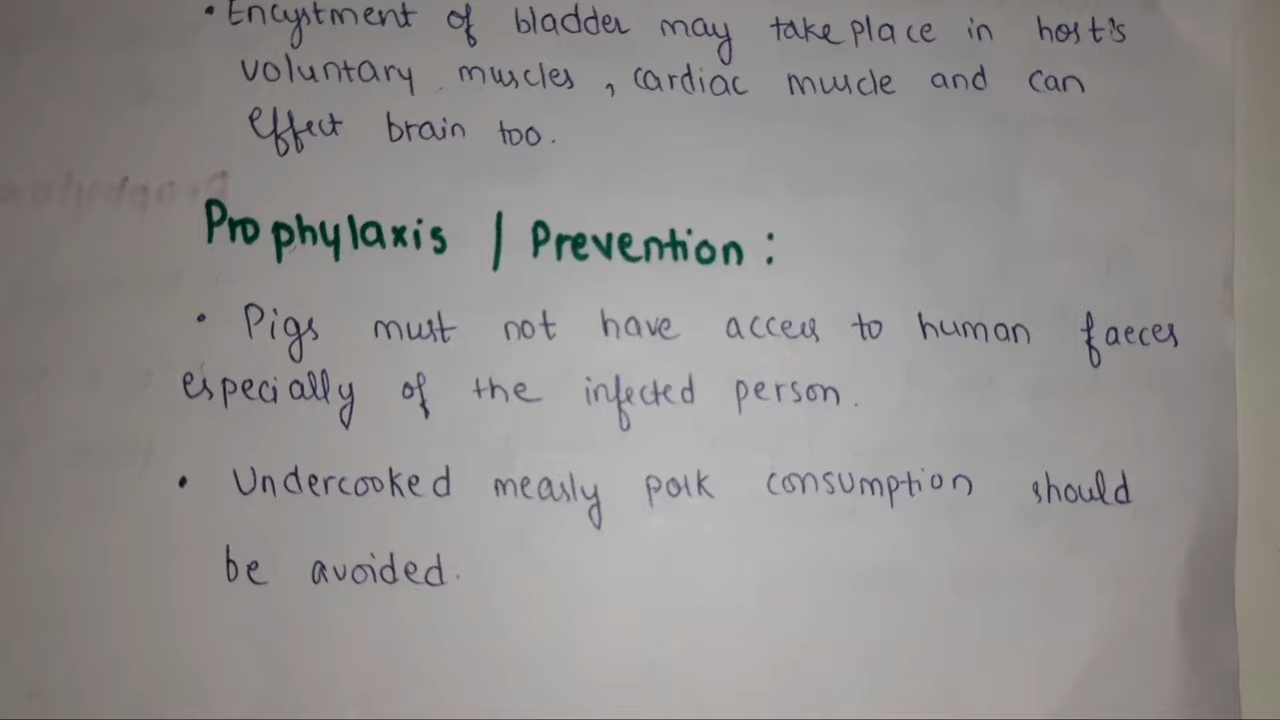 • Encystment of bladder may take place in host's
voluntary muscles, cardiac muscle and can
effect brain too.
Prophylaxis / Prevention:
• Pigs must not have access to human faeces
especially of the infected person.
• Undercooked measly pork consumption should
be avoided.